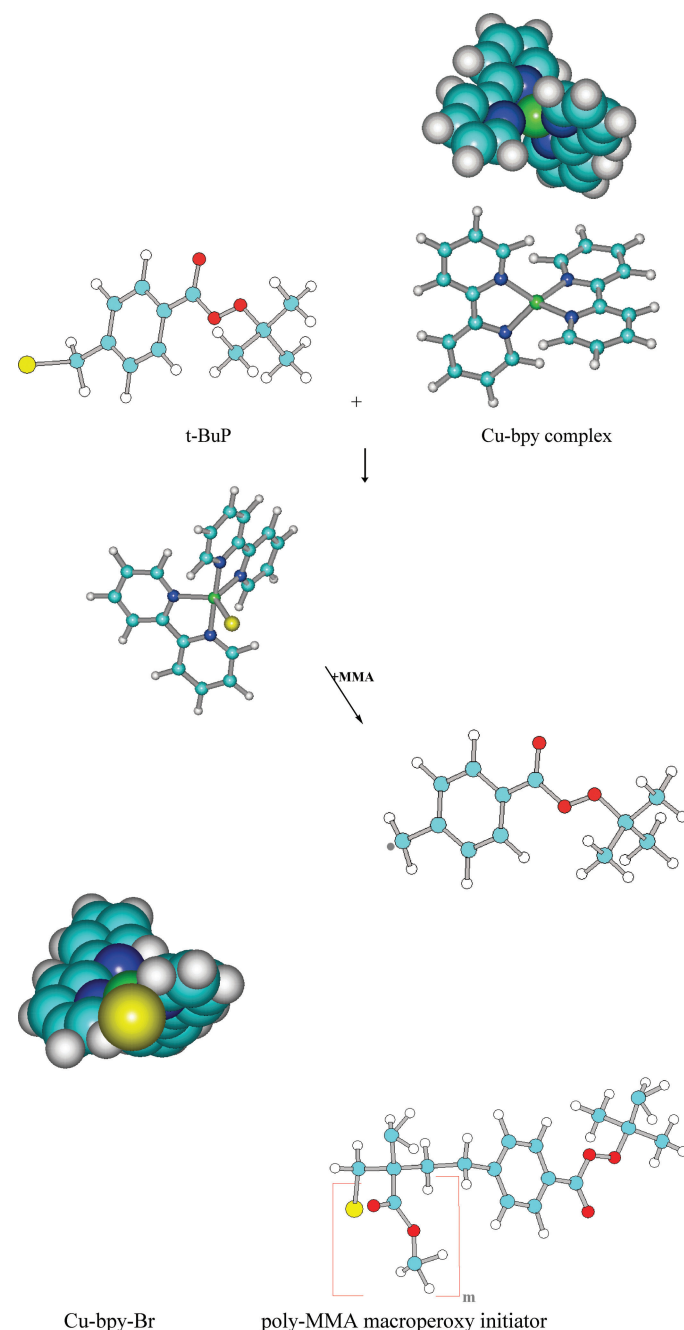 +
t-BuP
Cu-bpy complex
+MMA
m
Cu-bpy-Br
poly-MMA macroperoxy initiator